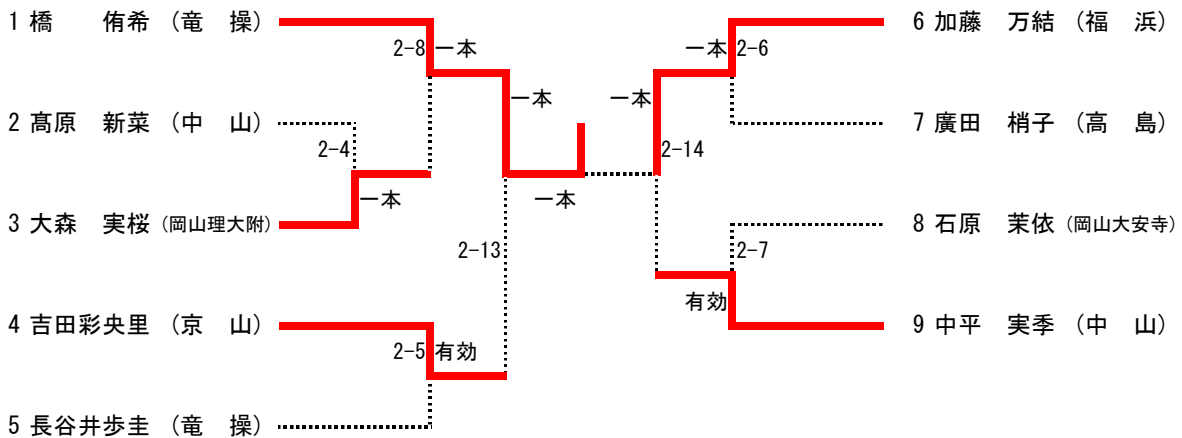 1 橋　　侑希 （竜　操）
6 加藤　万結 （福　浜）
2-8 一本
一本 2-6
一本
一本
2 髙原　新菜 （中　山）
7 廣田　梢子 （高　島）
2-4
2-14
一本
一本
3 大森　実桜 （岡山理大附）
8 石原　茉依 （岡山大安寺）
2-13
2-7
有効
4 吉田彩央里 （京　山）
9 中平　実季 （中　山）
2-5 有効
5 長谷井歩圭 （竜　操）